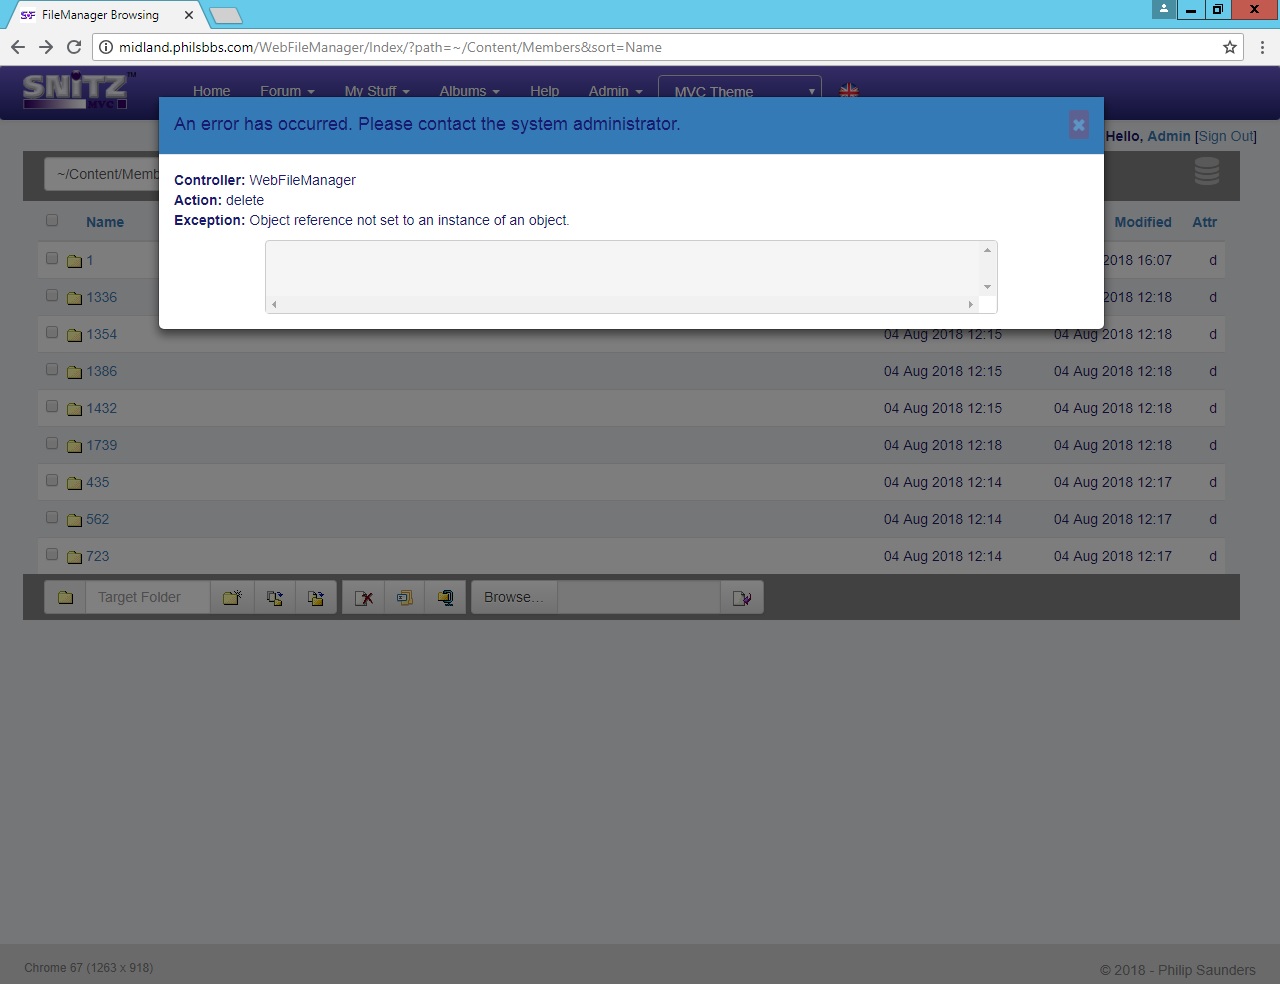 FileManager Browsing
midland.philsbbs.com/WebFileManager/Index/?path=~/Content/Members&sort=Name
SNITZ™ Home Forum My Stuff Albums Help Admin MVC Theme
MVC
An error has occurred. Please contact the system administrator.
Hello, Admin [Sign Out]
~/Content/Memb
Controller: WebFileManager
Action: delete
Exception: Object reference not set to an instance of an object.
Name Modified Attr
1 2018 16:07 d
1336 2018 12:18 d
1354 04 Aug 2018 12:15 04 Aug 2018 12:18 d
1386 04 Aug 2018 12:15 04 Aug 2018 12:18 d
1432 04 Aug 2018 12:15 04 Aug 2018 12:18 d
1739 04 Aug 2018 12:18 04 Aug 2018 12:18 d
435 04 Aug 2018 12:14 04 Aug 2018 12:17 d
562 04 Aug 2018 12:14 04 Aug 2018 12:17 d
723 04 Aug 2018 12:14 04 Aug 2018 12:17 d
Target Folder Browse...
Chrome 67 (1263 x 918)
© 2018 - Philip Saunders